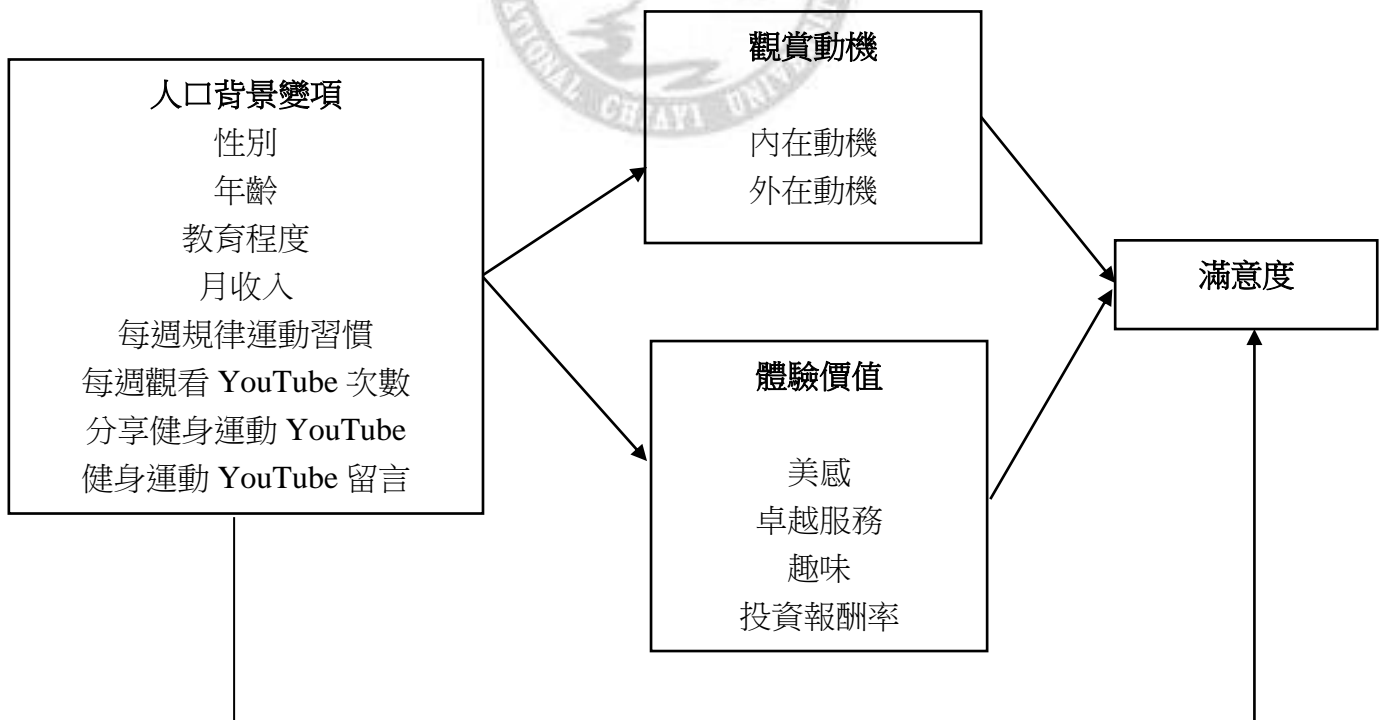 人口背景變項
性別
年齡
教育程度
月收入
每週規律運動習慣
每週觀看 YouTube 次數
分享健身運動 YouTube
健身運動 YouTube 留言
觀賞動機
內在動機
外在動機
體驗價值
美感
卓越服務
趣味
投資報酬率
滿意度
ATIONAL CHIAYI UNIV